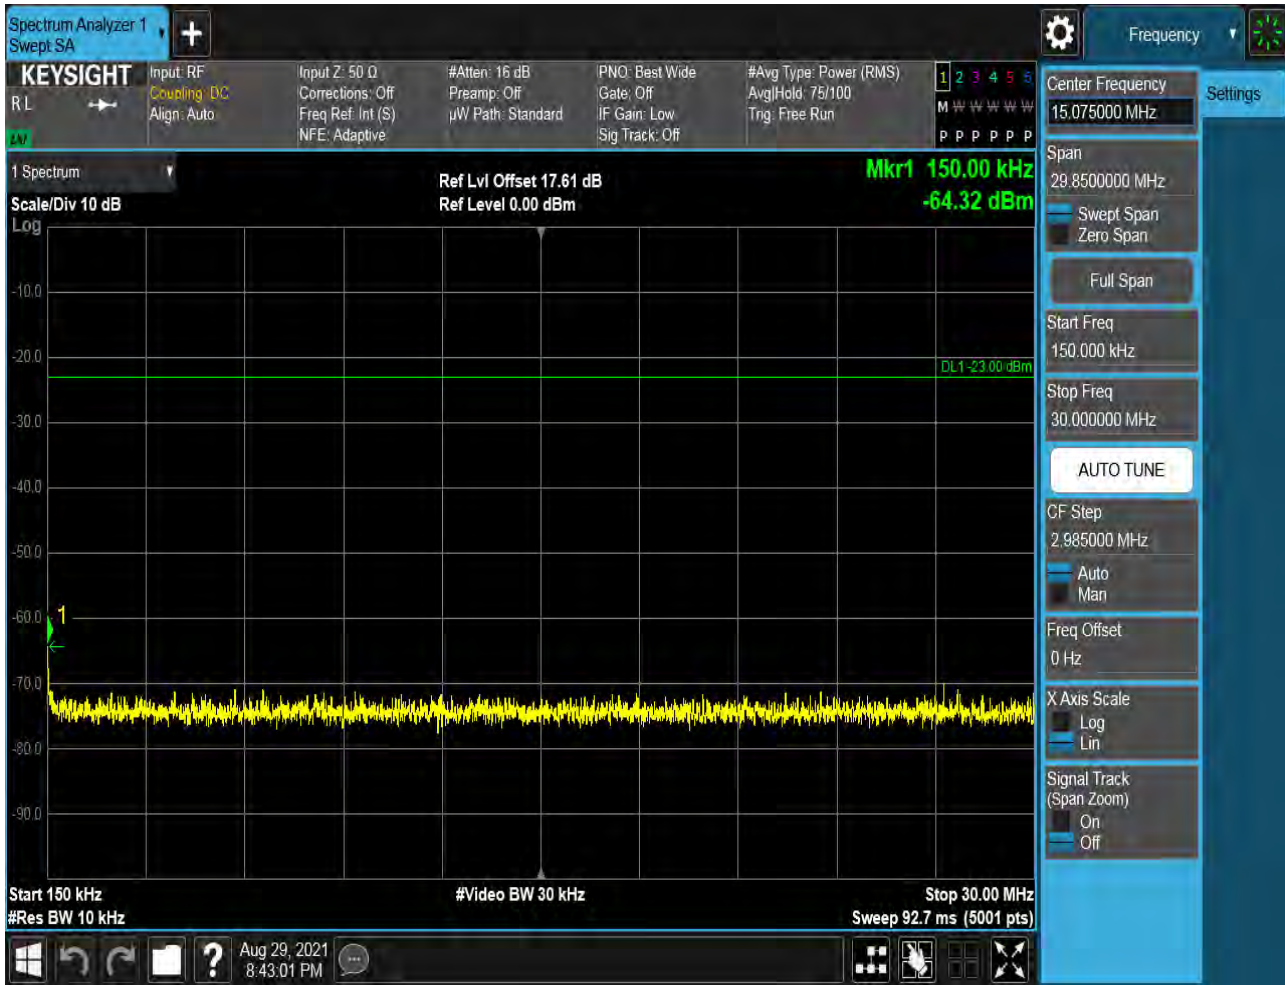 Spectrum Analyzer 1
Swept SA
Frequency
KEYSIGHT
R L
LNI
Input: RF
Coupling: DC
Align: Auto
Input Z: 50 Ω
Corrections: Off
Freq Ref: Int (S)
NFE: Adaptive
#Atten: 16 dB
Preamp: Off
µW Path: Standard
PNO: Best Wide
Gate: Off
IF Gain: Low
Sig Track: Off
#Avg Type: Power (RMS)
Avg|Hold: 75/100
Trig: Free Run
1 2 3 4 5 6
M W W W W W
P P P P P P
1 Spectrum
Scale/Div 10 dB
Log
Ref Lvl Offset 17.61 dB
Ref Level 0.00 dBm
Mkr1 150.00 kHz
-64.32 dBm
-10.0
-20.0
DL1 -23.00 dBm
-30.0
-40.0
-50.0
-60.0
1
-70.0
-80.0
-90.0
Start 150 kHz
#Video BW 30 kHz
Stop 30.00 MHz
#Res BW 10 kHz
Sweep 92.7 ms (5001 pts)
Aug 29, 2021
8:43:01 PM
Center Frequency
15.075000 MHz
Settings
Span
29.8500000 MHz
Swept Span
Zero Span
Full Span
Start Freq
150.000 kHz
Stop Freq
30.000000 MHz
AUTO TUNE
CF Step
2.985000 MHz
Auto
Man
Freq Offset
0 Hz
X Axis Scale
Log
Lin
Signal Track
(Span Zoom)
On
Off